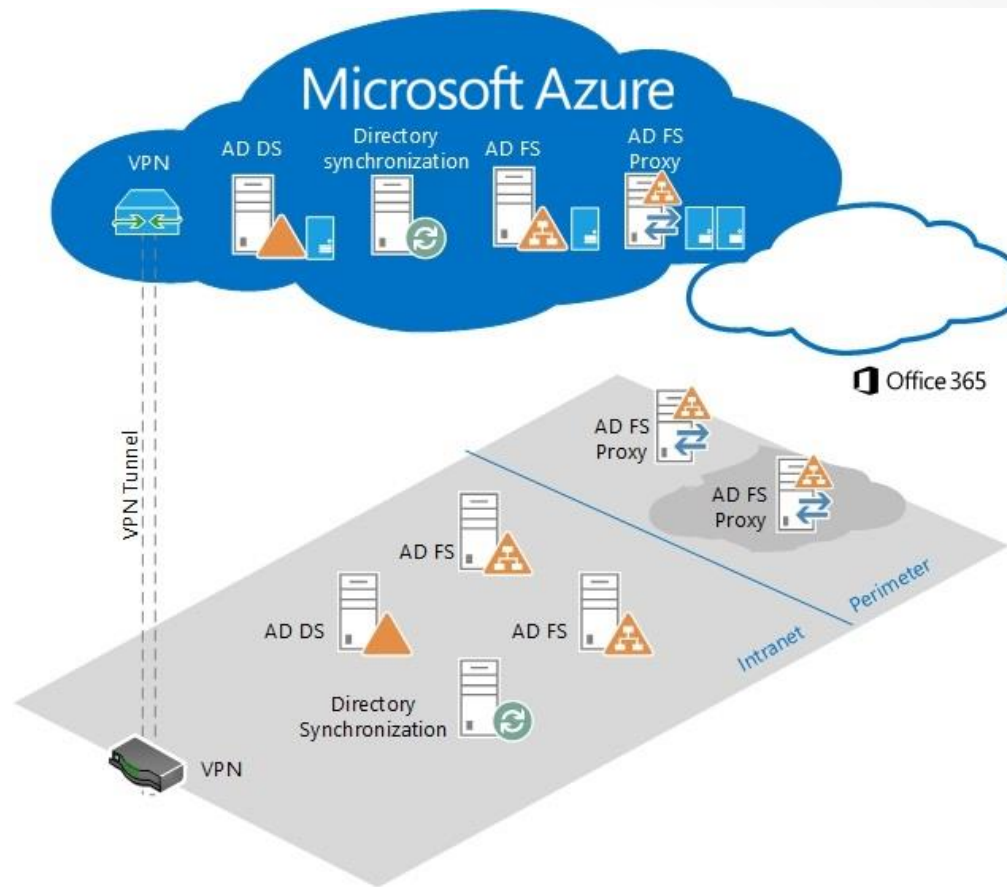 Microsoft Azure
VPN
AD DS
Directory
synchronization
AD FS
AD FS
Proxy
Office 365
VPN Tunnel
AD FS
Proxy
AD FS
Proxy
AD FS
AD DS
AD FS
Directory
Synchronization
Intranet
Perimeter
VPN